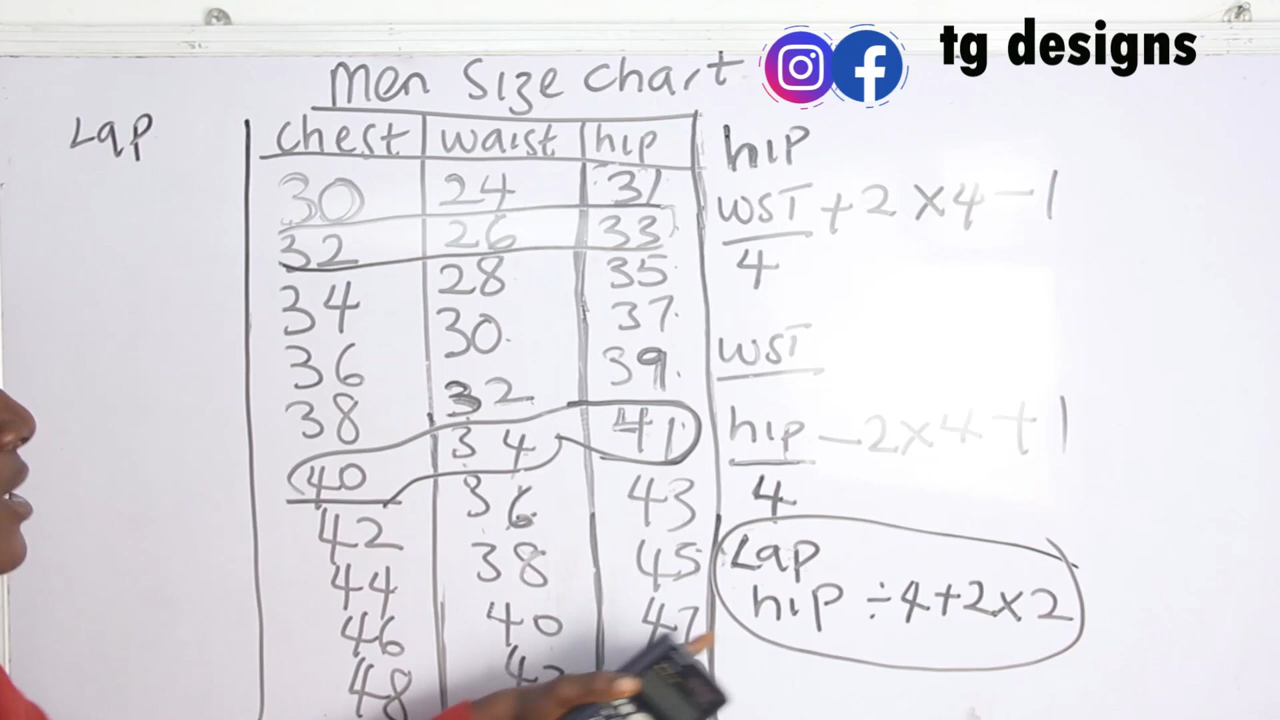 tg designs
Men Size Chart
Lap
chest waist hip
30 24 31
32 26 33
34 28 35
36 30 37
38 32 39
40 34 41
42 36 43
44 38 45
46 40 47
48
hip
WST + 2 × 4 − 1
4
WST
hip − 2 × 4 + 1
4
Lap
hip ÷ 4 + 2 × 2